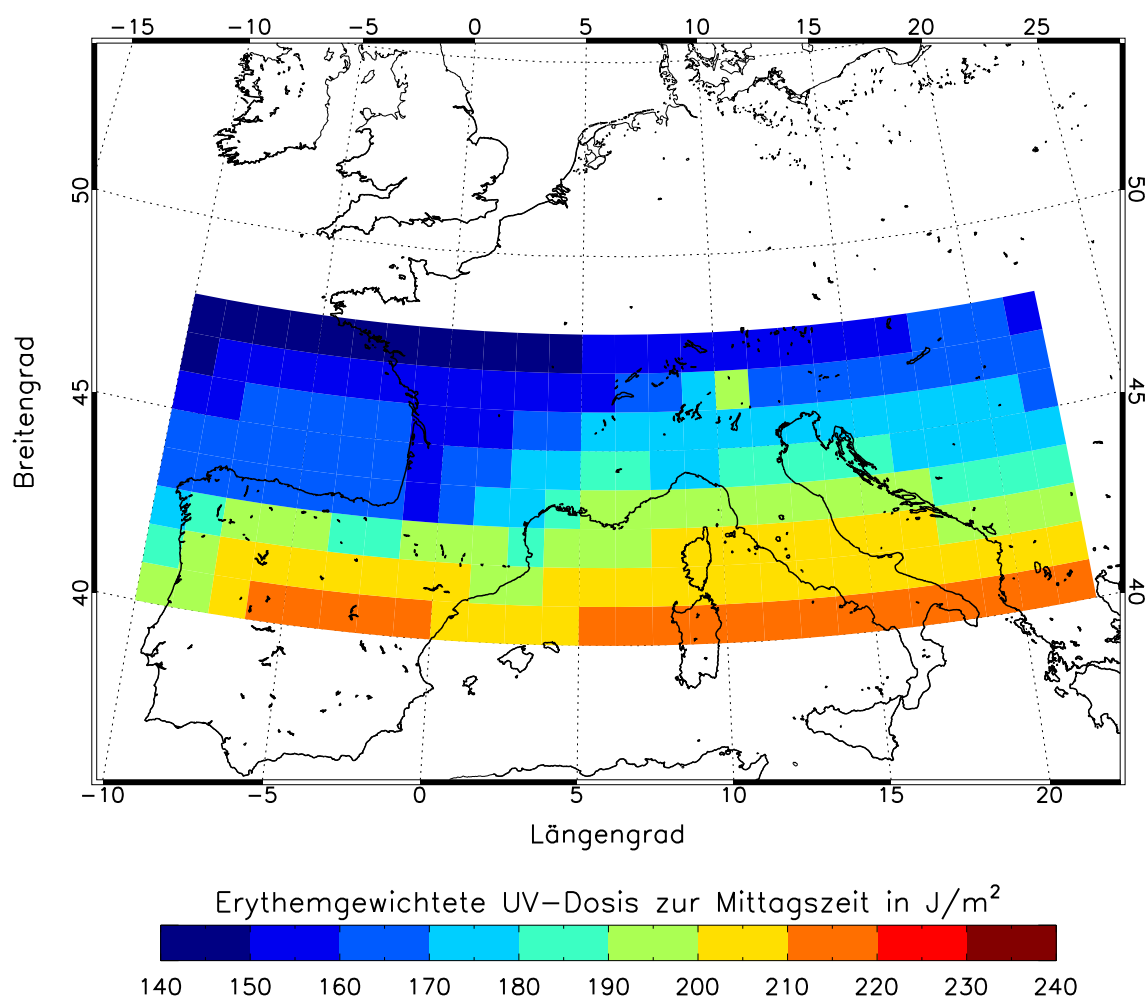 −15 −10 −5 0 5 10 15 20 25
50 50
45 45
40 40
Breitengrad
−10 −5 0 5 10 15 20
Längengrad
Erythemgewichtete UV−Dosis zur Mittagszeit in J/m²
140 150 160 170 180 190 200 210 220 230 240